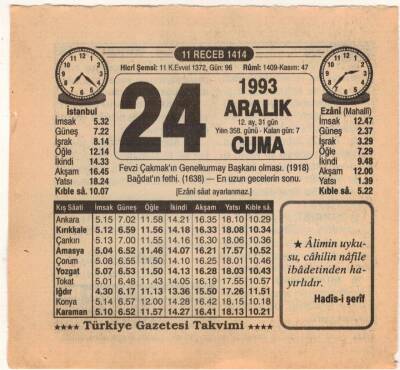 11 RECEB 1414
Hicrî Şemsî: 11 K.Evvel 1372, Gün: 96 Rûmî: 1409-Kasım: 47
İstanbul
İmsak 5.32
Güneş 7.22
İşrak 8.14
Öğle 12.14
İkindi 14.33
Akşam 16.45
Yatsı 18.24
Kıble sâ. 10.07
24
1993
ARALIK
12. ay, 31 gün
Yılın 358. günü - Kalan gün: 7
CUMA
Ezânî (Mahallî)
İmsak 12.47
Güneş 2.37
İşrak 3.29
Öğle 7.29
İkindi 9.48
Akşam 12.00
Yatsı 1.39
Kıble sâ. 5.22
Fevzi Çakmak'ın Genelkurmay Başkanı olması. (1918)
Bağdat'ın fethi. (1638) — En uzun gecelerin sonu.
[Ezanî sâat ayarlanmaz.]
Kış Sâati İmsak Güneş Öğle İkindi Akşam Yatsı Kıble sâ.
Ankara 5.15 7.02 11.58 14.21 16.35 18.10 10.29
Kırıkkale 5.12 6.59 11.56 14.18 16.33 18.08 10.34
Çankırı 5.13 7.00 11.55 14.16 16.30 18.06 10.36
Amasya 5.04 6.52 11.46 14.07 16.21 17.57 10.52
Çorum 5.08 6.55 11.50 14.10 16.25 18.01 10.46
Yozgat 5.07 6.53 11.50 14.13 16.28 18.03 10.43
Tokat 5.01 6.48 11.43 14.05 16.19 17.55 10.57
Iğdır 4.30 6.17 11.13 13.36 15.50 17.26 11.51
Konya 5.14 6.57 12.00 14.28 16.42 18.15 10.18
Karaman 5.10 6.52 11.57 14.27 16.41 18.13 10.21
★ Âlimin uyku-
su, câhilin nâfile
ibâdetinden ha-
yırlıdır.
Hadîs-i şerîf
★★★★ Türkiye Gazetesi Takvimi ★★★★